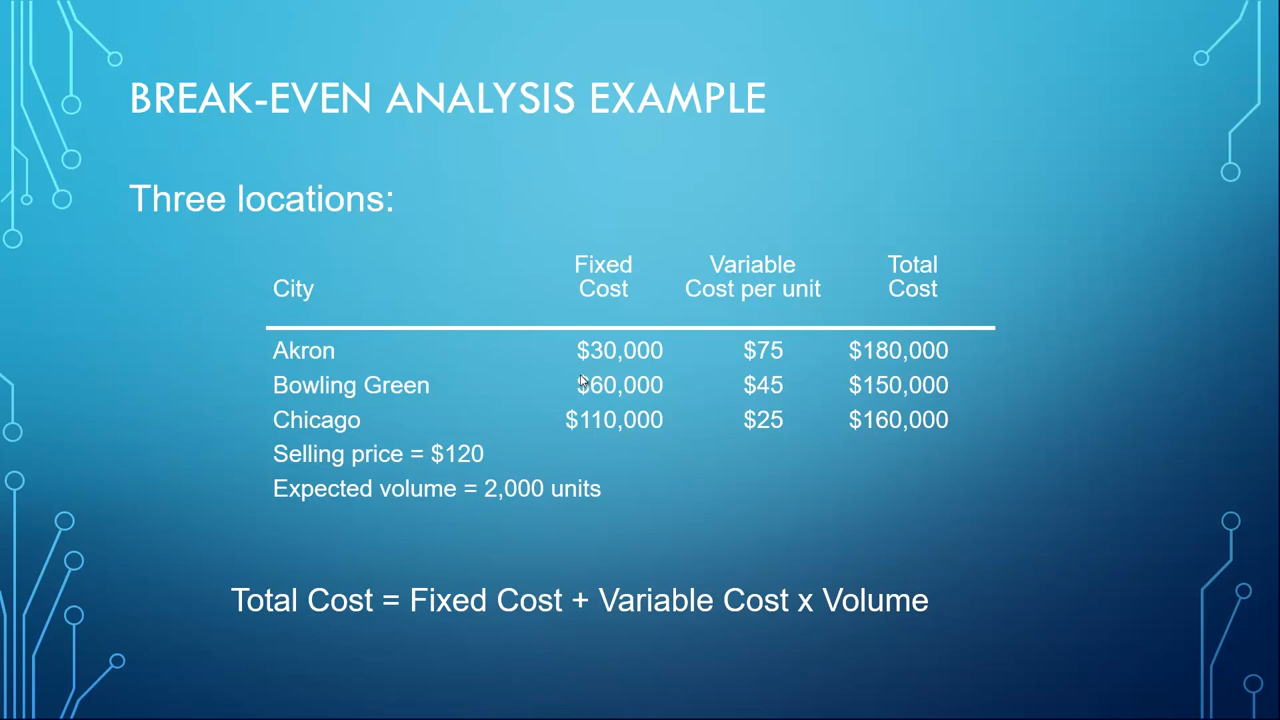 BREAK-EVEN ANALYSIS EXAMPLE
Three locations:
Fixed Variable Total
City Cost Cost per unit Cost
Akron $30,000 $75 $180,000
Bowling Green $60,000 $45 $150,000
Chicago $110,000 $25 $160,000
Selling price = $120
Expected volume = 2,000 units
Total Cost = Fixed Cost + Variable Cost x Volume